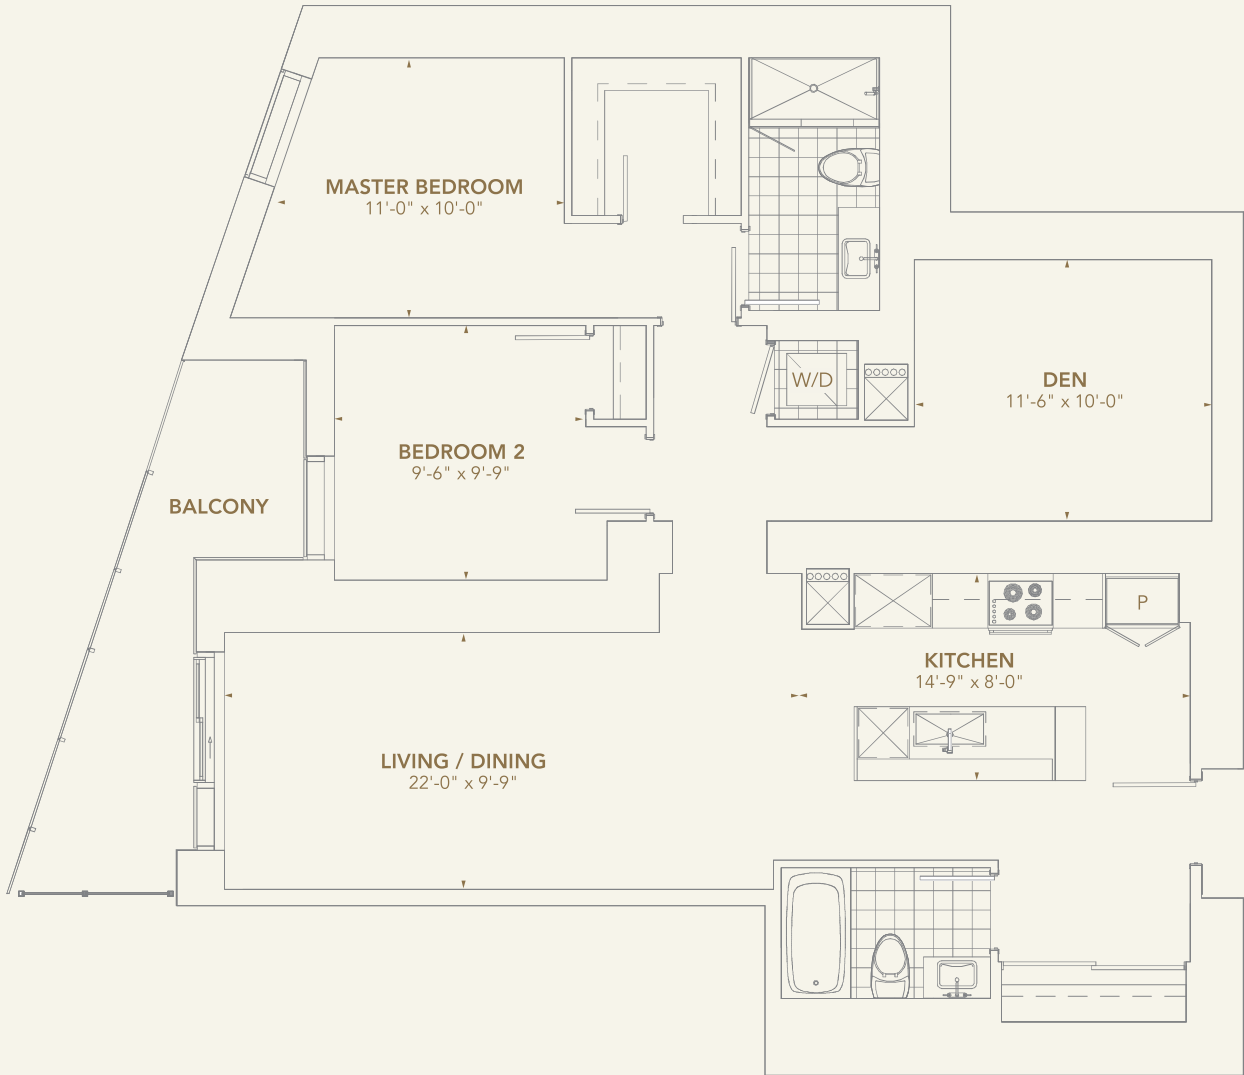 MASTER BEDROOM
11'-0" x 10'-0"
W/D
DEN
11'-6" x 10'-0"
BEDROOM 2
9'-6" x 9'-9"
BALCONY
P
KITCHEN
14'-9" x 8'-0"
LIVING / DINING
22'-0" x 9'-9"